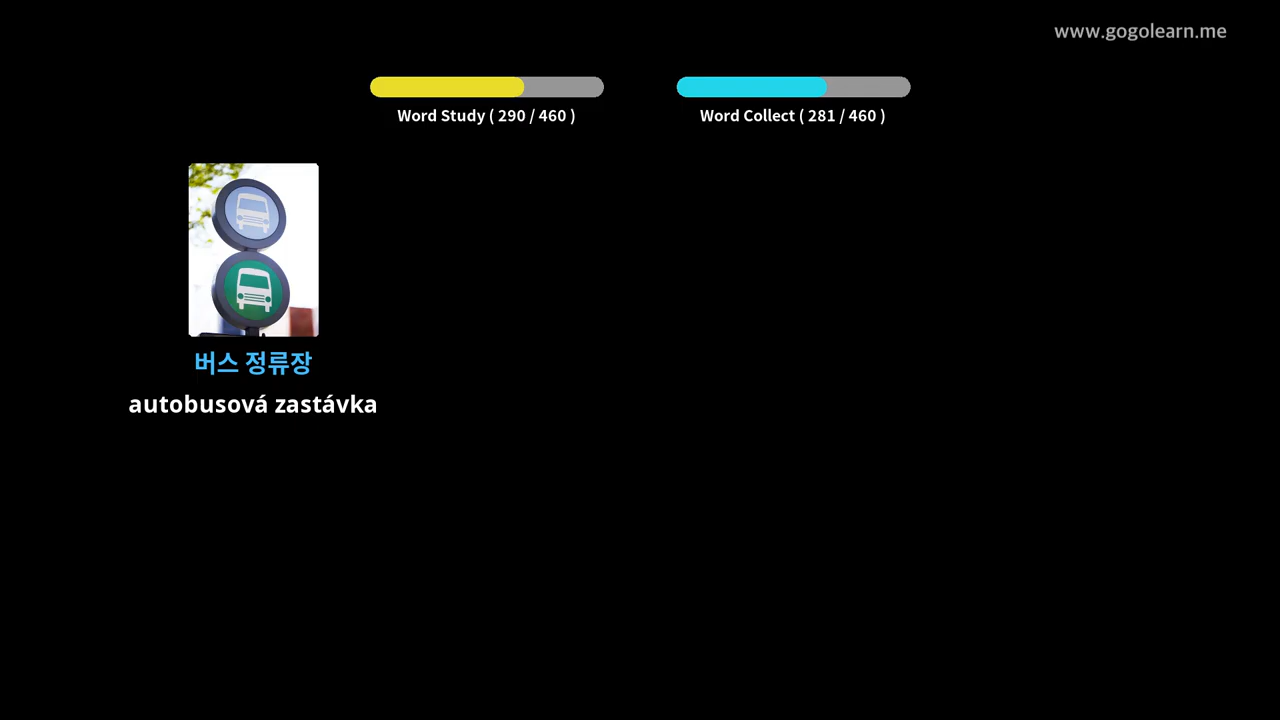 www.gogolearn.me
Word Study ( 290 / 460 )
Word Collect ( 281 / 460 )
버스 정류장
autobusová zastávka